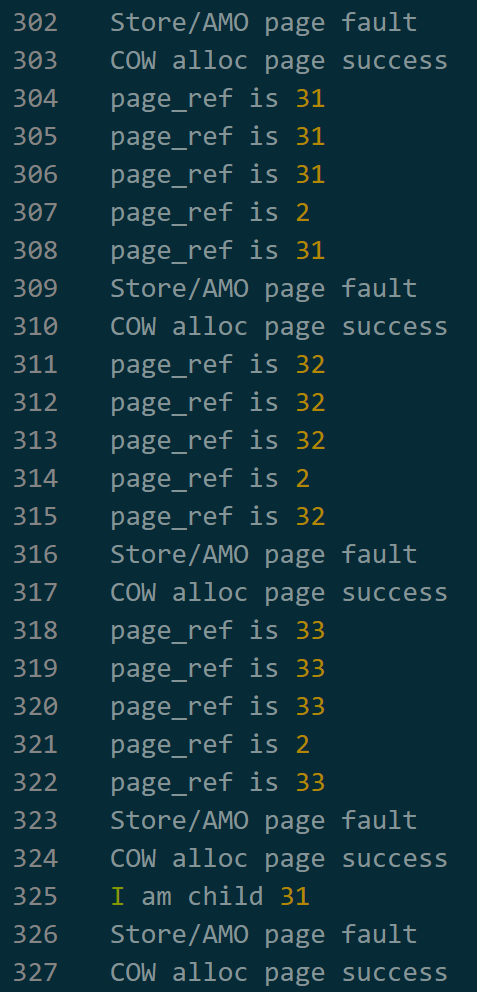 302 Store/AMO page fault
303 COW alloc page success
304 page_ref is 31
305 page_ref is 31
306 page_ref is 31
307 page_ref is 2
308 page_ref is 31
309 Store/AMO page fault
310 COW alloc page success
311 page_ref is 32
312 page_ref is 32
313 page_ref is 32
314 page_ref is 2
315 page_ref is 32
316 Store/AMO page fault
317 COW alloc page success
318 page_ref is 33
319 page_ref is 33
320 page_ref is 33
321 page_ref is 2
322 page_ref is 33
323 Store/AMO page fault
324 COW alloc page success
325 I am child 31
326 Store/AMO page fault
327 COW alloc page success